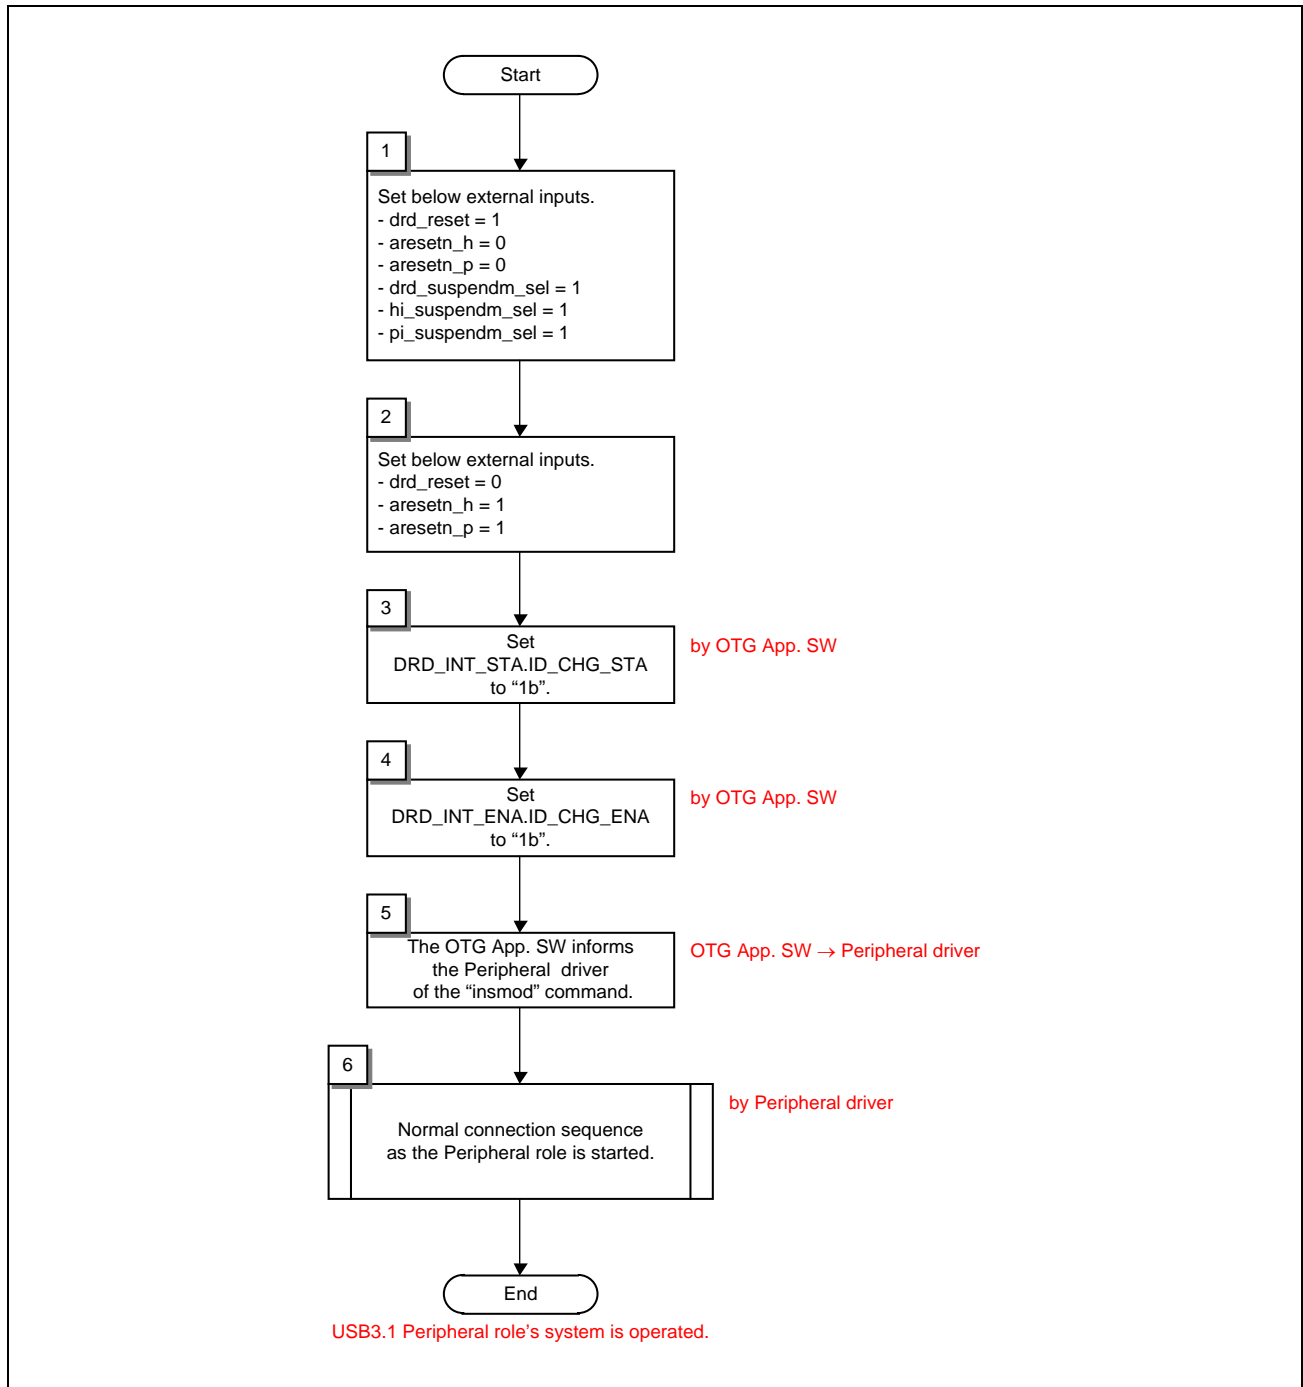 Start
1
Set below external inputs.
- drd_reset = 1
- aresetn_h = 0
- aresetn_p = 0
- drd_suspendm_sel = 1
- hi_suspendm_sel = 1
- pi_suspendm_sel = 1
2
Set below external inputs.
- drd_reset = 0
- aresetn_h = 1
- aresetn_p = 1
3
Set
DRD_INT_STA.ID_CHG_STA
to “1b”.
by OTG App. SW
4
Set
DRD_INT_ENA.ID_CHG_ENA
to “1b”.
by OTG App. SW
5
The OTG App. SW informs
the Peripheral driver
of the “insmod” command.
OTG App. SW → Peripheral driver
6
Normal connection sequence
as the Peripheral role is started.
by Peripheral driver
End
USB3.1 Peripheral role’s system is operated.